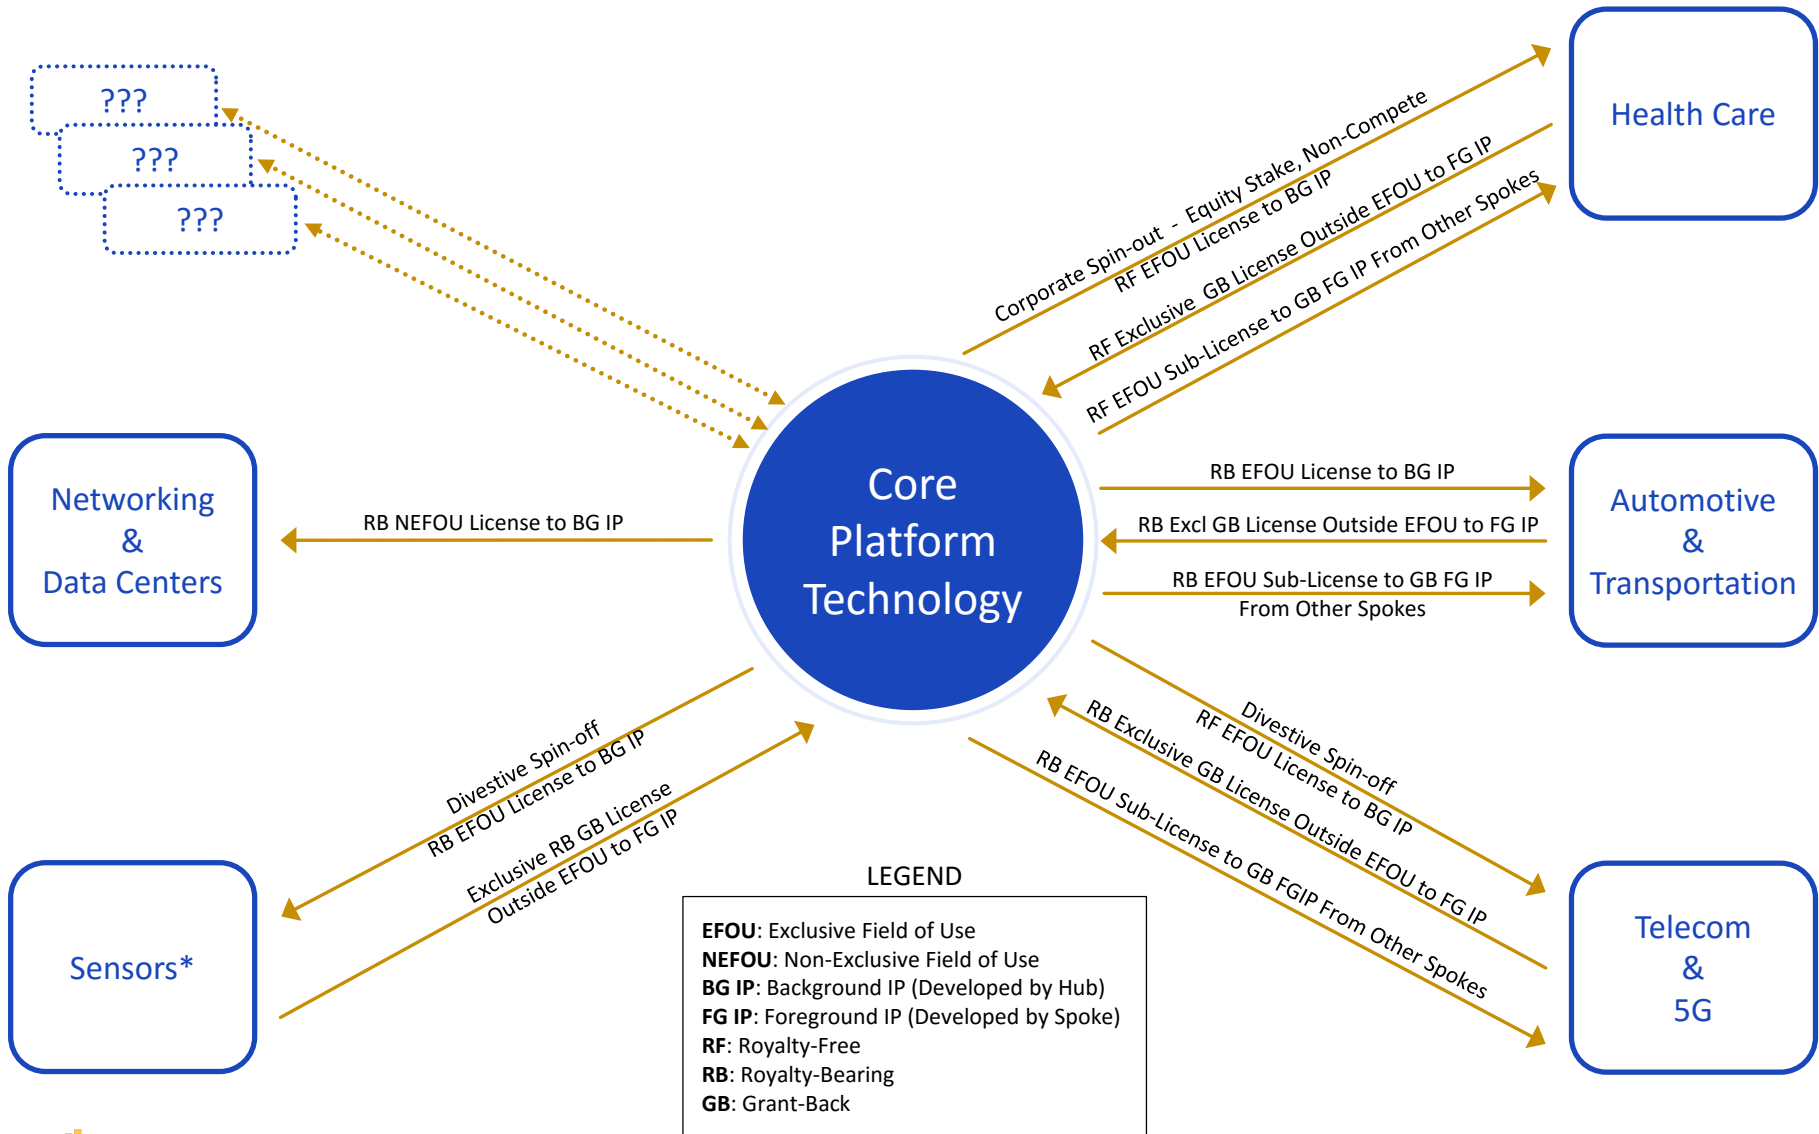 ???
???
???
Health Care
Corporate Spin-out - Equity Stake, Non-Compete
RF EFOU License to BG IP
RF Exclusive GB License Outside EFOU to FG IP
RF EFOU Sub-License to GB FG IP From Other Spokes
Networking
&
Data Centers
RB NEFOU License to BG IP
Core
Platform
Technology
RB EFOU License to BG IP
RB Excl GB License Outside EFOU to FG IP
RB EFOU Sub-License to GB FG IP
From Other Spokes
Automotive
&
Transportation
Divestive Spin-off
RB EFOU License to BG IP
Exclusive RB GB License
Outside EFOU to FG IP
Sensors*
Divestive Spin-off
RF EFOU License to BG IP
RB Exclusive GB License Outside EFOU to FG IP
RB EFOU Sub-License to GB FGIP From Other Spokes
Telecom
&
5G
LEGEND
EFOU: Exclusive Field of Use
NEFOU: Non-Exclusive Field of Use
BG IP: Background IP (Developed by Hub)
FG IP: Foreground IP (Developed by Spoke)
RF: Royalty-Free
RB: Royalty-Bearing
GB: Grant-Back